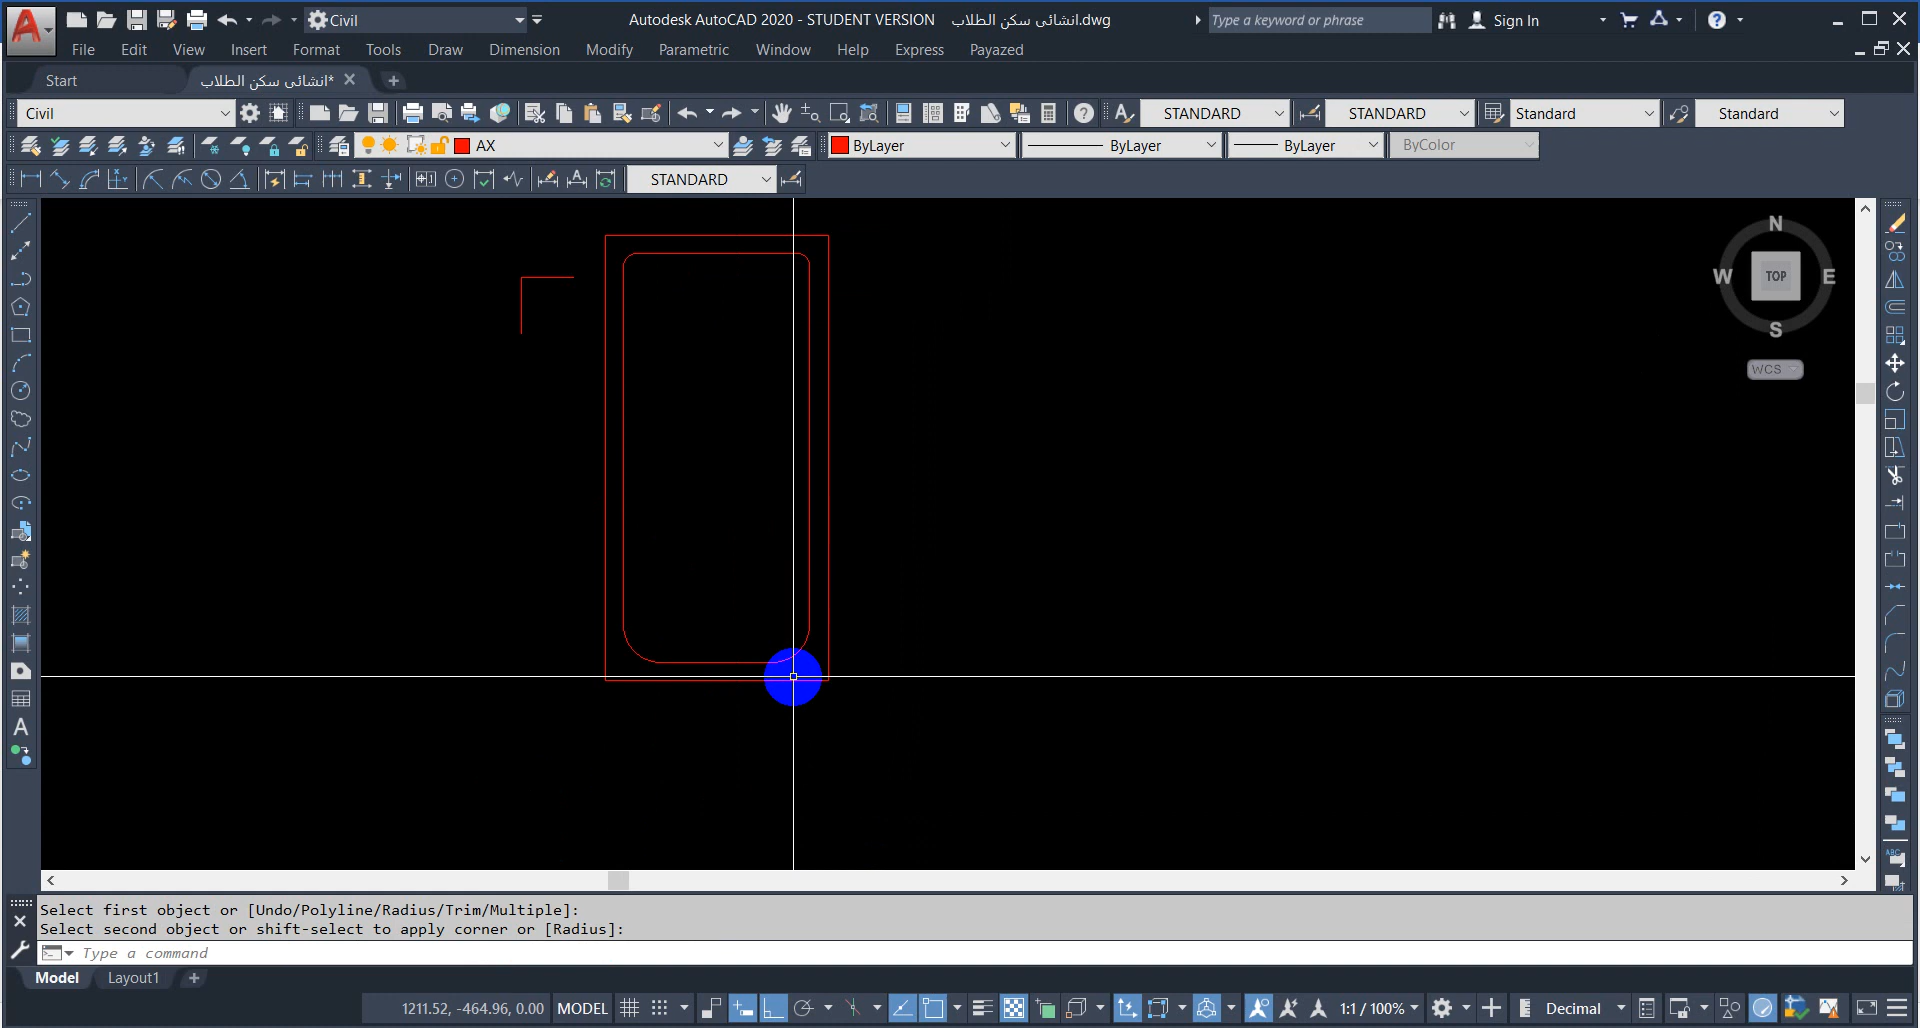 Civil
Autodesk AutoCAD 2020 - STUDENT VERSION انشائى سكن الطلاب.dwg
Type a keyword or phrase
Sign In
File Edit View Insert Format Tools Draw Dimension Modify Parametric Window Help Express Payazed
Start
انشائى سكن الطلاب*
Civil
STANDARD
STANDARD
Standard
Standard
AX
ByLayer
ByLayer
ByLayer
ByColor
STANDARD
N
W TOP E
S
WCS
A
Select first object or [Undo/Polyline/Radius/Trim/Multiple]:
Select second object or shift-select to apply corner or [Radius]:
Type a command
Model Layout1
1211.52, -464.96, 0.00 MODEL 1:1 / 100% Decimal